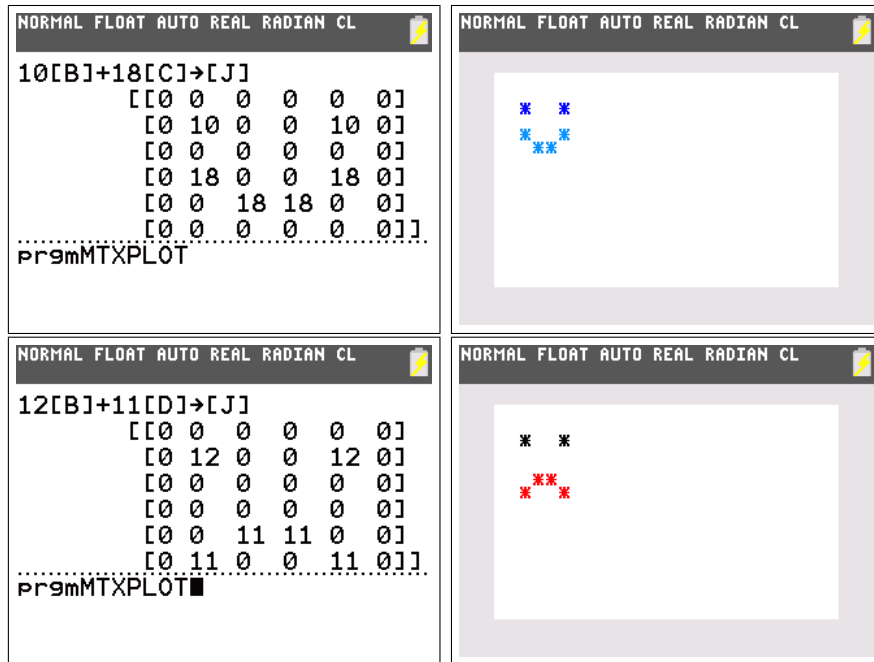 NORMAL FLOAT AUTO REAL RADIAN CL
10[B]+18[C]→[J]
[[0 0 0 0 0 0]
[0 10 0 0 10 0]
[0 0 0 0 0 0]
[0 18 0 0 18 0]
[0 0 18 18 0 0]
[0 0 0 0 0 0]]
prgmMTXPLOT
NORMAL FLOAT AUTO REAL RADIAN CL
* *
* *
**
NORMAL FLOAT AUTO REAL RADIAN CL
12[B]+11[D]→[J]
[[0 0 0 0 0 0]
[0 12 0 0 12 0]
[0 0 0 0 0 0]
[0 0 0 0 0 0]
[0 0 11 11 0 0]
[0 11 0 0 11 0]]
prgmMTXPLOT
NORMAL FLOAT AUTO REAL RADIAN CL
* *
**
* *